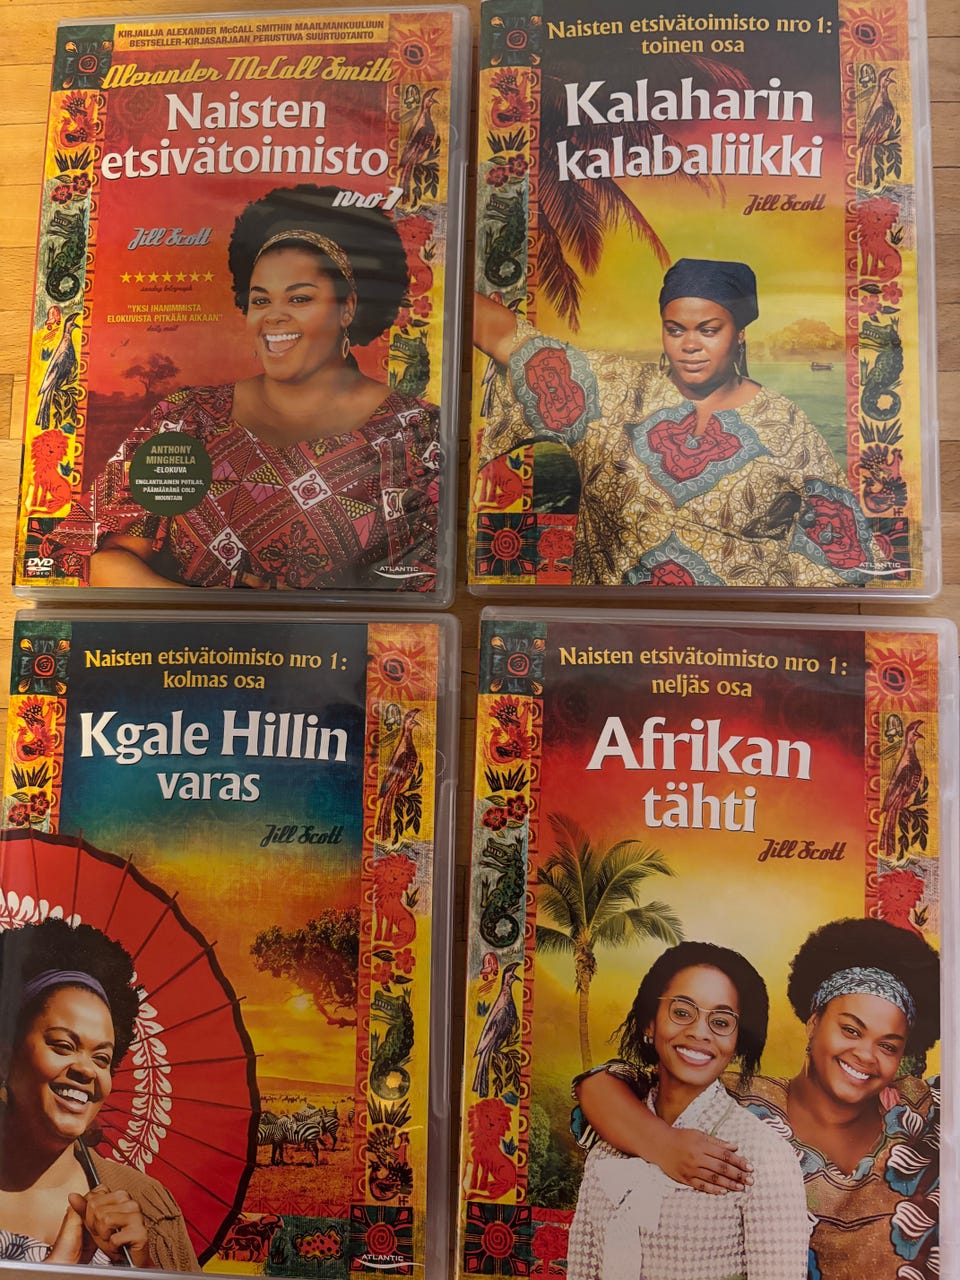 KIRJAILIJA ALEXANDER McCALL SMITHIN MAAILMANKUULUUN
BESTSELLER-KIRJASARJAAN PERUSTUVA SUURTUOTANTO
Alexander McCall Smith
Naisten
etsivätoimisto
nro 1
Jill Scott
sunday telegraph
"YKSI IHANIMMISTA
ELOKUVISTA PITKÄÄN AIKAAN"
daily mail
ANTHONY
MINGHELLA
-ELOKUVA
ENGLANTILAINEN POTILAS,
PÄÄMÄÄRÄNÄ COLD
MOUNTAIN
DVD
VIDEO
ATLANTIC
Naisten etsivätoimisto nro 1:
toinen osa
Kalaharin
kalabaliikki
Jill Scott
HF
ATLANTIC
Naisten etsivätoimisto nro 1:
kolmas osa
Kgale Hillin
varas
Jill Scott
HF
ATLANTIC
Naisten etsivätoimisto nro 1:
neljäs osa
Afrikan
tähti
Jill Scott